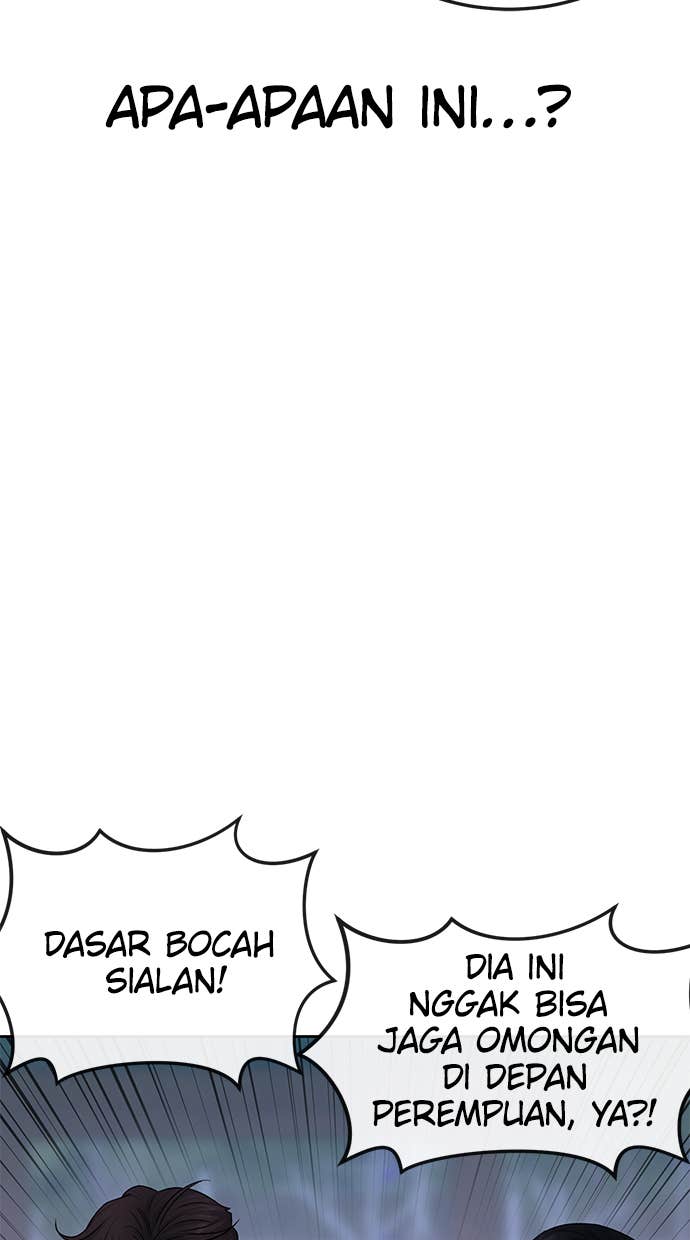 APA-APAAN INI...?
DASAR BOCAH
SIALAN!
DIA INI
NGGAK BISA
JAGA OMONGAN
DI DEPAN
PEREMPUAN, YA?!